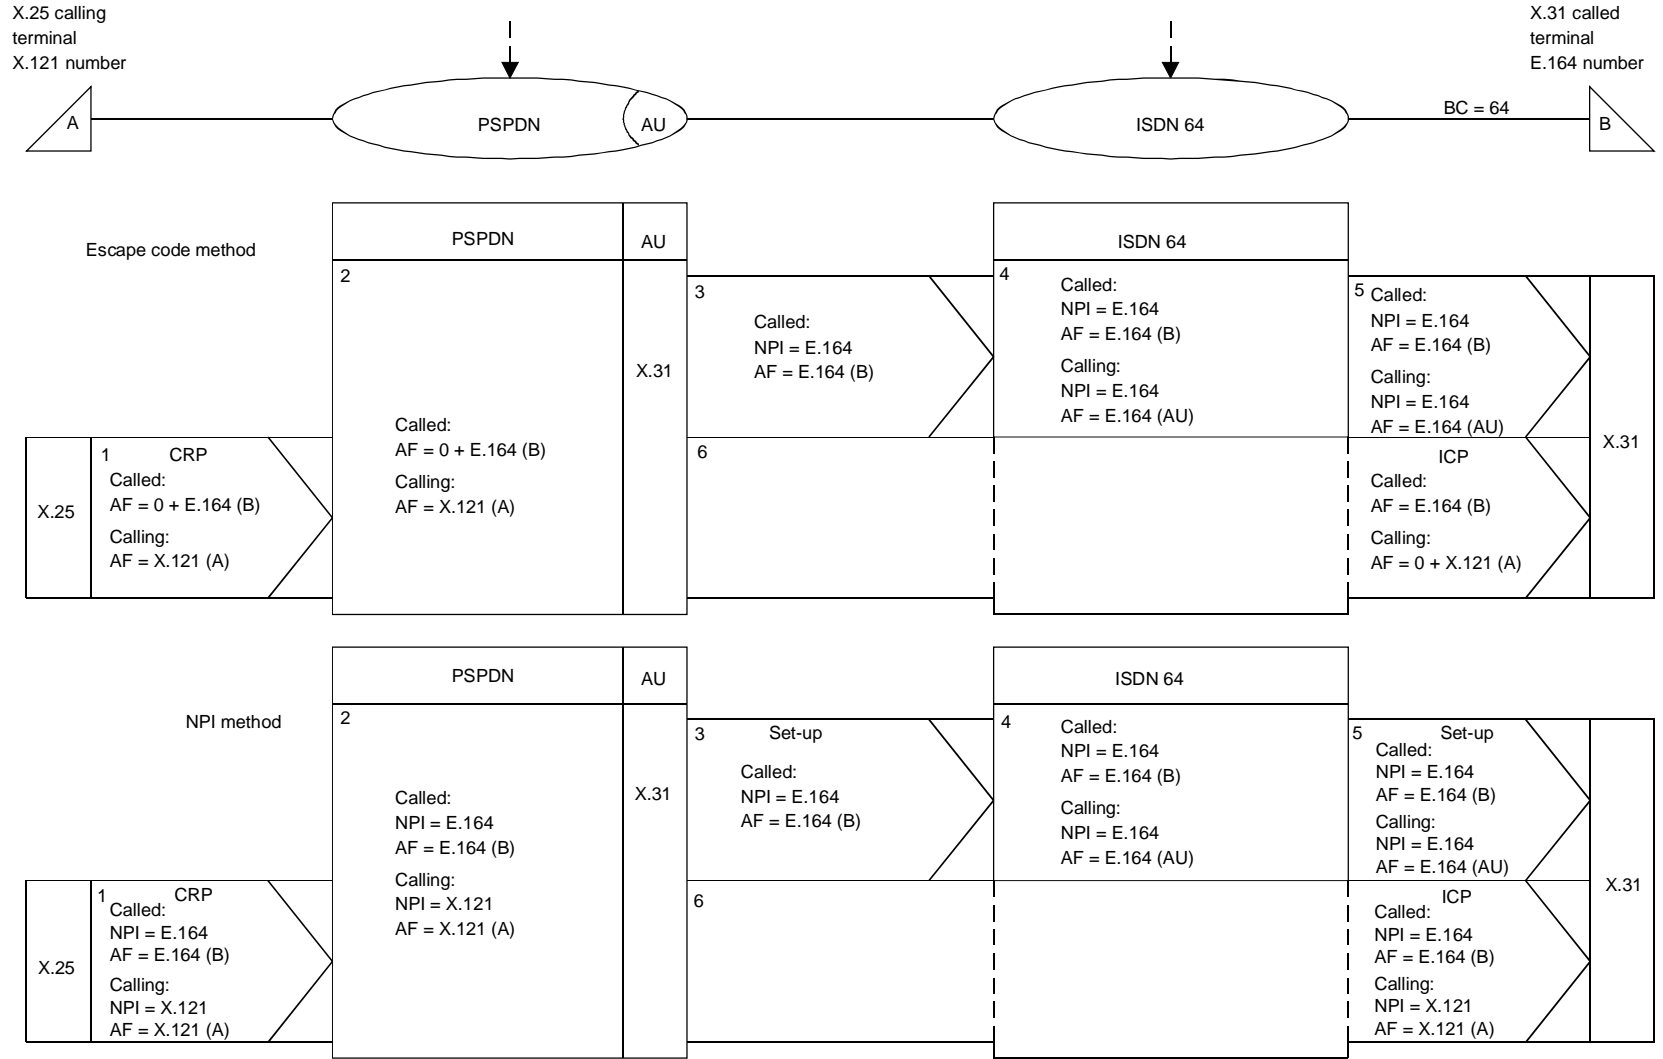 X.25 calling
terminal
X.121 number
X.31 called
terminal
E.164 number
A
PSPDN
AU
ISDN 64
BC = 64
B
Escape code method
PSPDN
AU
ISDN 64
2
Called:
AF = 0 + E.164 (B)
Calling:
AF = X.121 (A)
X.31
3
Called:
NPI = E.164
AF = E.164 (B)
4
Called:
NPI = E.164
AF = E.164 (B)
Calling:
NPI = E.164
AF = E.164 (AU)
5
Called:
NPI = E.164
AF = E.164 (B)
Calling:
NPI = E.164
AF = E.164 (AU)
X.31
X.25
1
CRP
Called:
AF = 0 + E.164 (B)
Calling:
AF = X.121 (A)
6
ICP
Called:
AF = E.164 (B)
Calling:
AF = 0 + X.121 (A)
NPI method
PSPDN
AU
ISDN 64
2
Called:
NPI = E.164
AF = E.164 (B)
Calling:
NPI = X.121
AF = X.121 (A)
X.31
3
Set-up
Called:
NPI = E.164
AF = E.164 (B)
4
Called:
NPI = E.164
AF = E.164 (B)
Calling:
NPI = E.164
AF = E.164 (AU)
5
Set-up
Called:
NPI = E.164
AF = E.164 (B)
Calling:
NPI = E.164
AF = E.164 (AU)
X.31
X.25
1
CRP
Called:
NPI = E.164
AF = E.164 (B)
Calling:
NPI = X.121
AF = X.121 (A)
6
ICP
Called:
NPI = E.164
AF = E.164 (B)
Calling:
NPI = X.121
AF = X.121 (A)